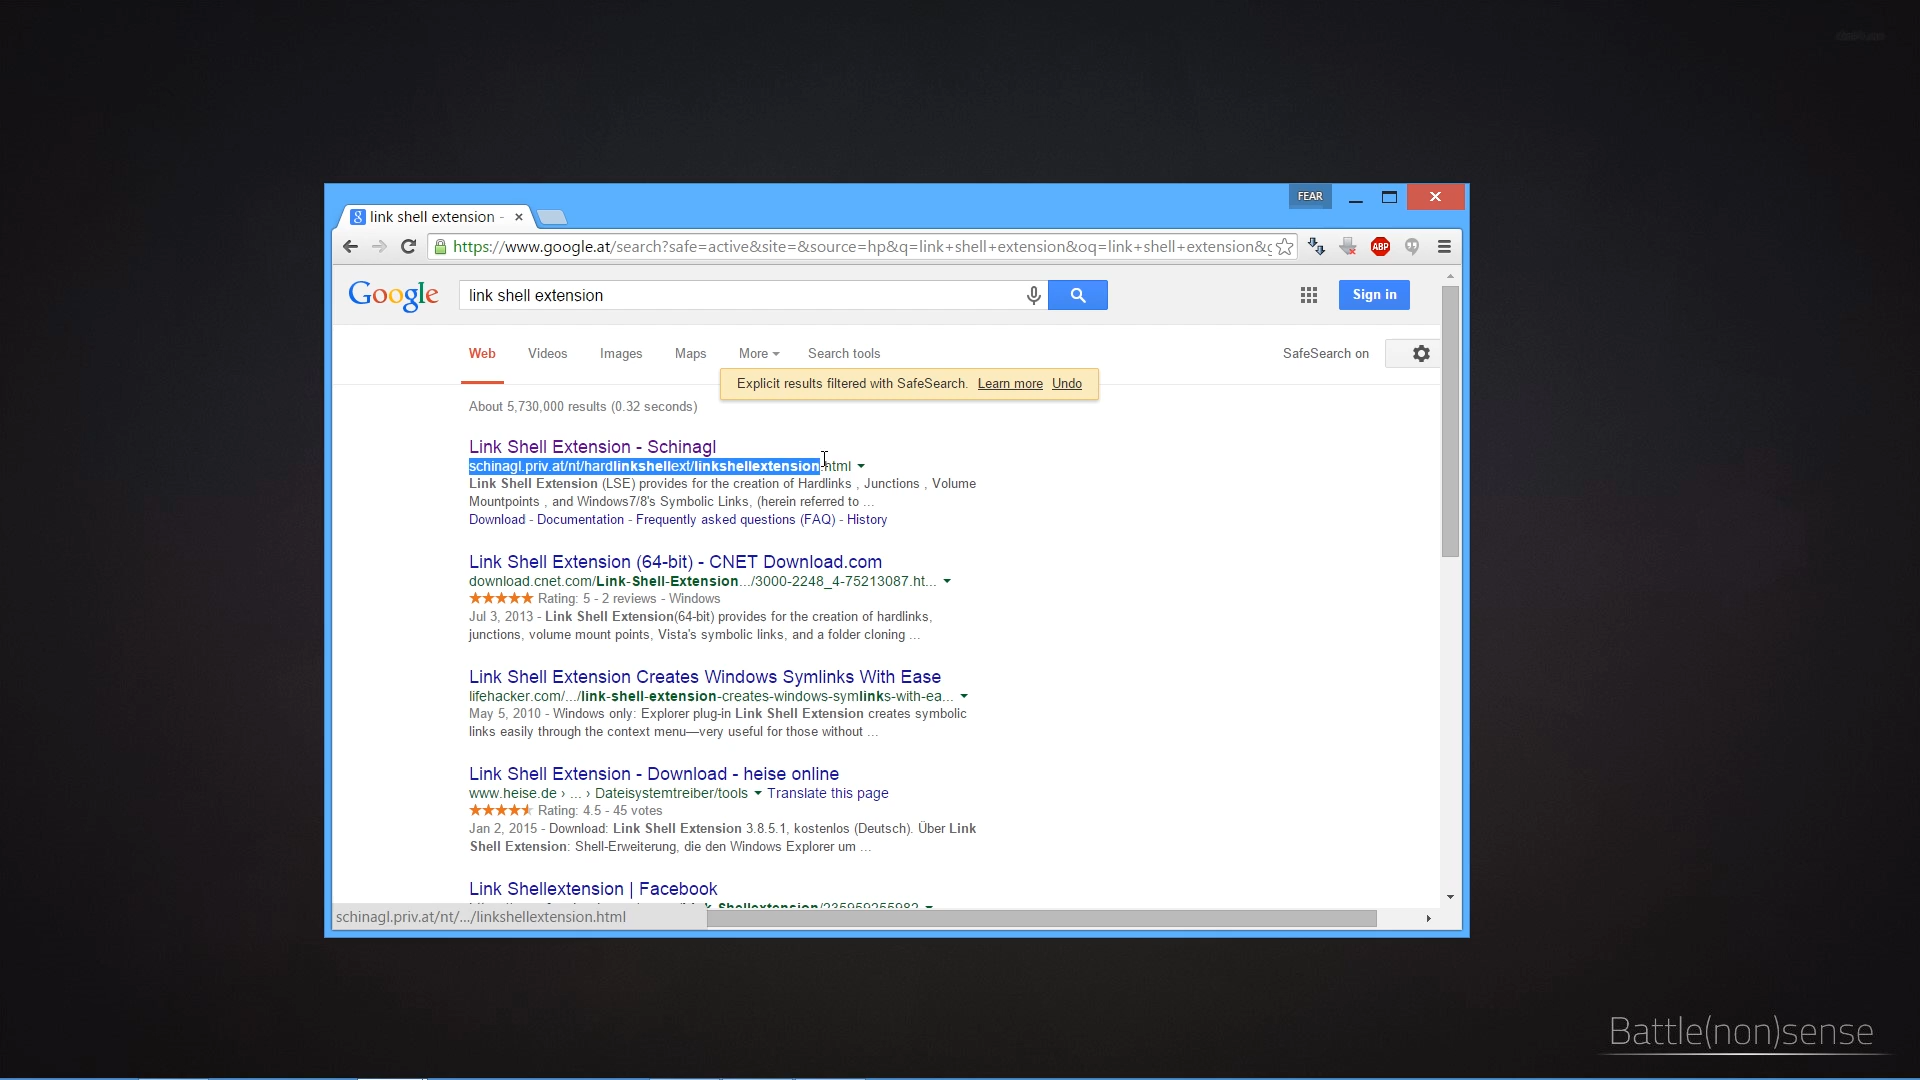 FEAR
link shell extension -
https://www.google.at/search?safe=active&site=&source=hp&q=link+shell+extension&oq=link+shell+extension&
ABP
Google
link shell extension
Sign in
Web Videos Images Maps More Search tools
SafeSearch on
Explicit results filtered with SafeSearch. Learn more Undo
About 5,730,000 results (0.32 seconds)
Link Shell Extension - Schinagl
schinagl.priv.at/nt/hardlinkshellext/linkshellextension.html
Link Shell Extension (LSE) provides for the creation of Hardlinks , Junctions , Volume
Mountpoints , and Windows7/8's Symbolic Links, (herein referred to ...
Download - Documentation - Frequently asked questions (FAQ) - History
Link Shell Extension (64-bit) - CNET Download.com
download.cnet.com/Link-Shell-Extension.../3000-2248_4-75213087.ht...
Rating: 5 - 2 reviews - Windows
Jul 3, 2013 - Link Shell Extension(64-bit) provides for the creation of hardlinks,
junctions, volume mount points, Vista's symbolic links, and a folder cloning ...
Link Shell Extension Creates Windows Symlinks With Ease
lifehacker.com/.../link-shell-extension-creates-windows-symlinks-with-ea...
May 5, 2010 - Windows only: Explorer plug-in Link Shell Extension creates symbolic
links easily through the context menu—very useful for those without ...
Link Shell Extension - Download - heise online
www.heise.de › ... › Dateisystemtreiber/tools Translate this page
Rating: 4.5 - 45 votes
Jan 2, 2015 - Download: Link Shell Extension 3.8.5.1, kostenlos (Deutsch). Über Link
Shell Extension: Shell-Erweiterung, die den Windows Explorer um ...
Link Shellextension | Facebook
schinagl.priv.at/nt/.../linkshellextension.html
Battle(non)sense